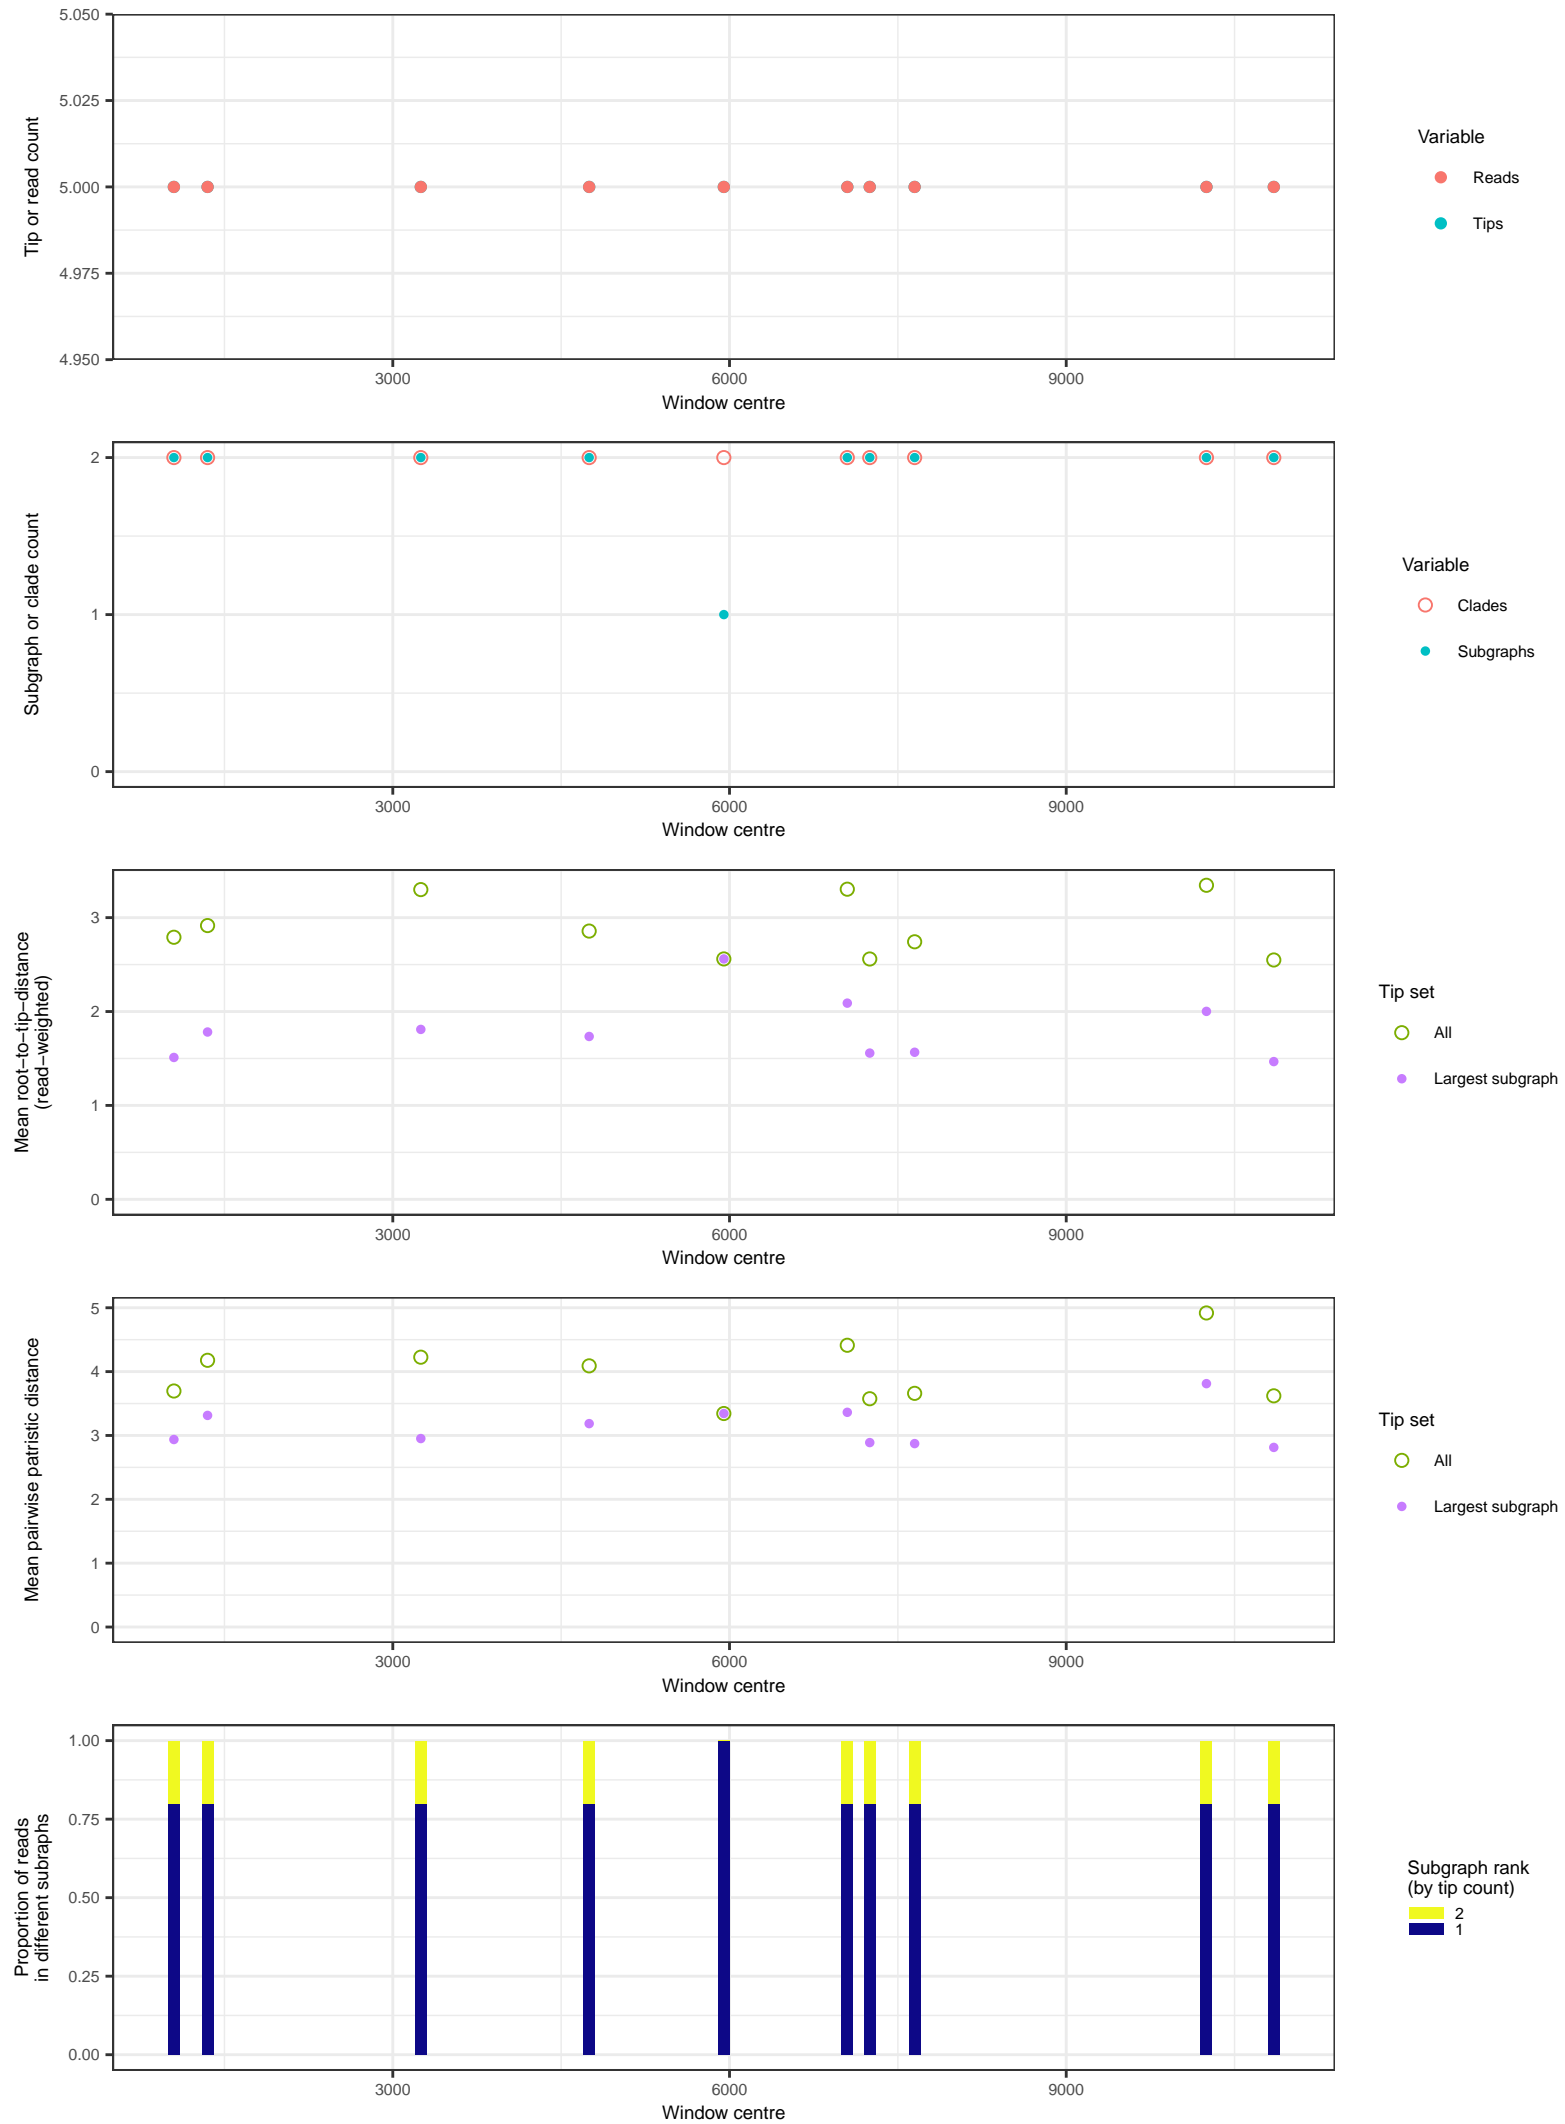 5.050
5.025
5.000
4.975
4.950
Tip or read count
3000 6000 9000
Window centre
Variable
Reads
Tips
2
1
0
Subgraph or clade count
3000 6000 9000
Window centre
Variable
Clades
Subgraphs
3
2
1
0
Mean root−to−tip−distance
(read−weighted)
3000 6000 9000
Window centre
Tip set
All
Largest subgraph
5
4
3
2
1
0
Mean pairwise patristic distance
3000 6000 9000
Window centre
Tip set
All
Largest subgraph
1.00
0.75
0.50
0.25
0.00
Proportion of reads
in different subraphs
3000 6000 9000
Window centre
Subgraph rank
(by tip count)
2
1